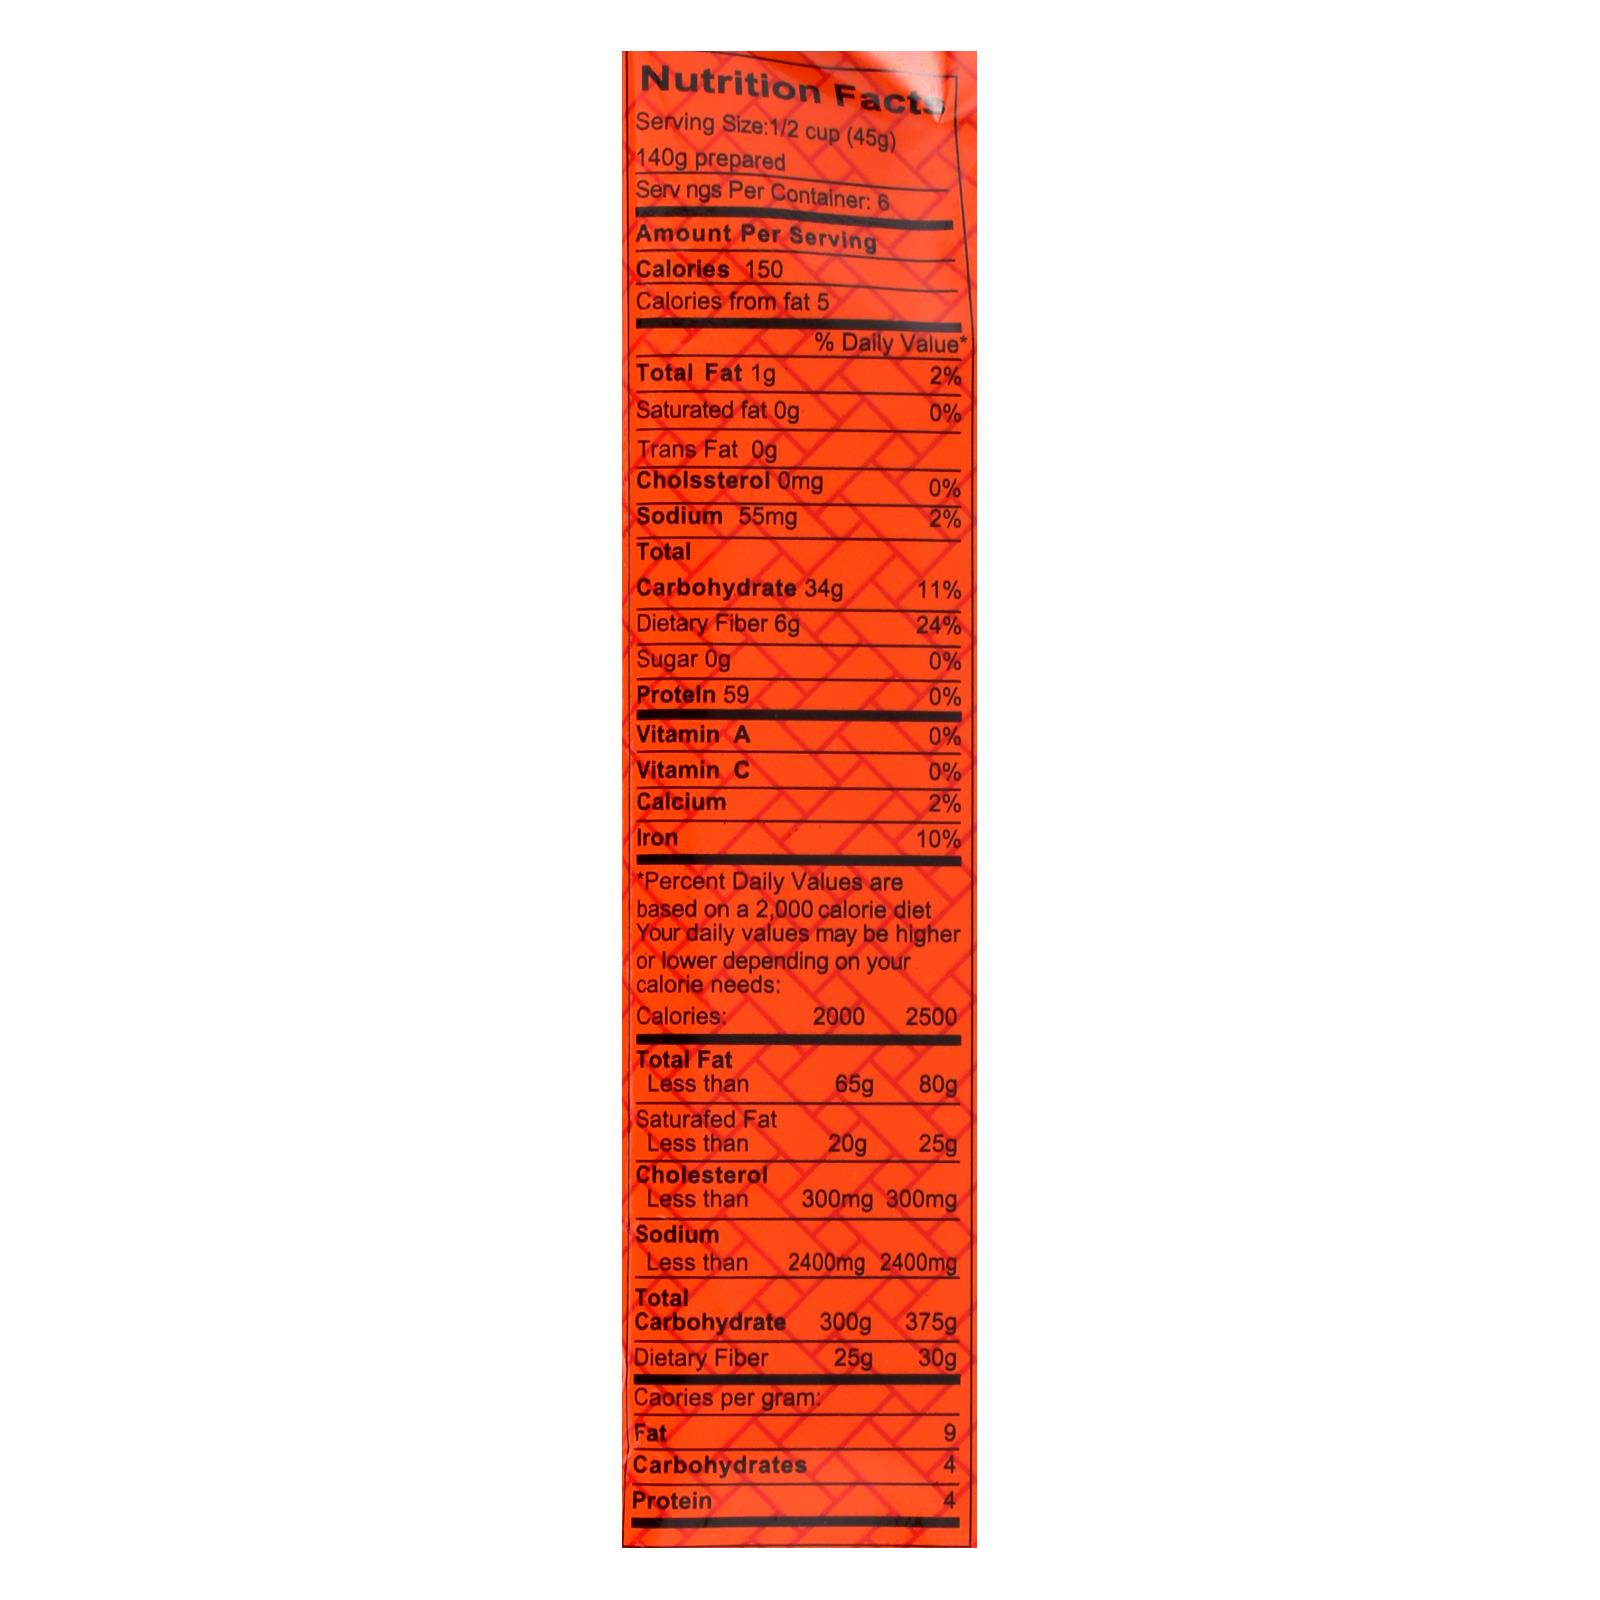 Nutrition Facts
Serving Size:1/2 cup (45g)
140g prepared
Serv ngs Per Container: 6
Amount Per Serving
Calories 150
Calories from fat 5
% Daily Value*
Total Fat 1g 2%
Saturated fat 0g 0%
Trans Fat 0g
Cholssterol 0mg 0%
Sodium 55mg 2%
Total
Carbohydrate 34g 11%
Dietary Fiber 6g 24%
Sugar 0g 0%
Protein 59 0%
Vitamin A 0%
Vitamin C 0%
Calcium 2%
Iron 10%
*Percent Daily Values are
based on a 2,000 calorie diet
Your daily values may be higher
or lower depending on your
calorie needs:
Calories: 2000 2500
Total Fat
Less than 65g 80g
Saturafed Fat
Less than 20g 25g
Cholesterol
Less than 300mg 300mg
Sodium
Less than 2400mg 2400mg
Total
Carbohydrate 300g 375g
Dietary Fiber 25g 30g
Caories per gram:
Fat 9
Carbohydrates 4
Protein 4